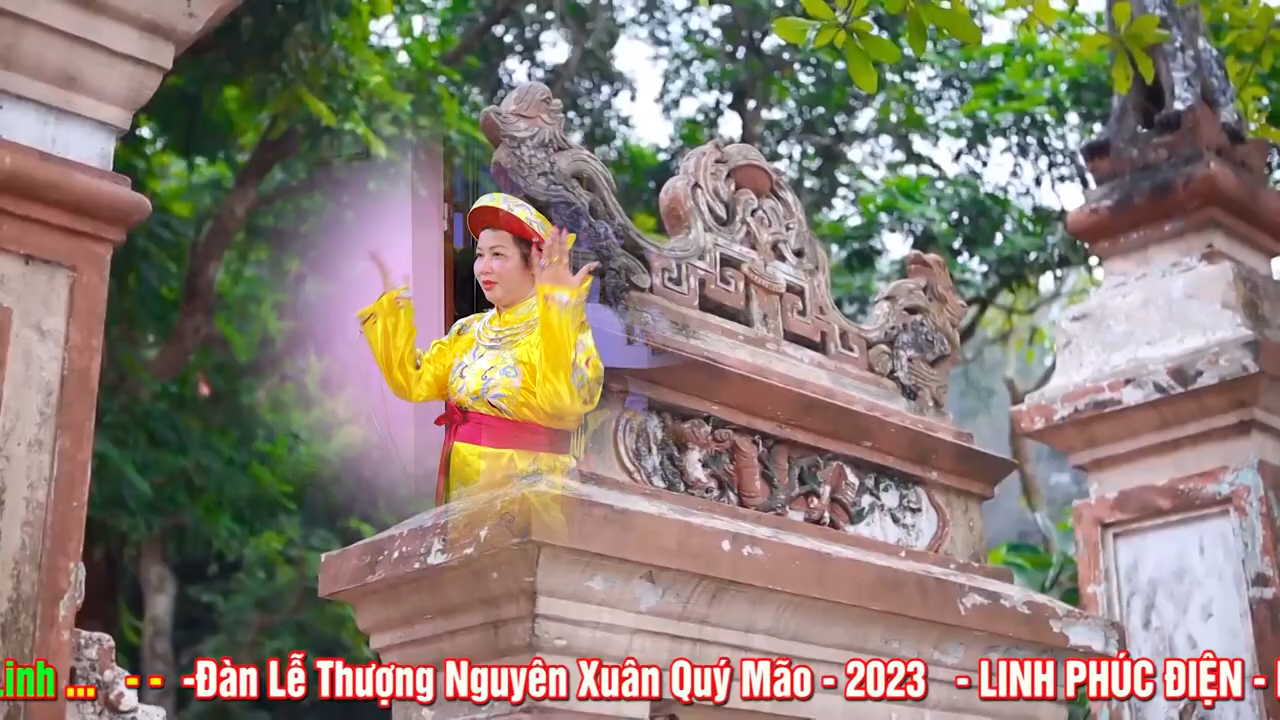 Linh ... - - -Đàn Lễ Thượng Nguyên Xuân Quý Mão - 2023 - LINH PHÚC ĐIỆN -